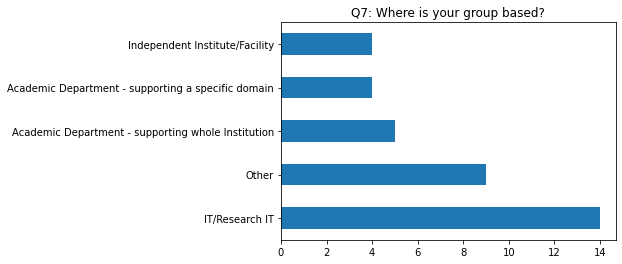 Q7: Where is your group based?
Independent Institute/Facility
Academic Department - supporting a specific domain
Academic Department - supporting whole Institution
Other
IT/Research IT
0 2 4 6 8 10 12 14